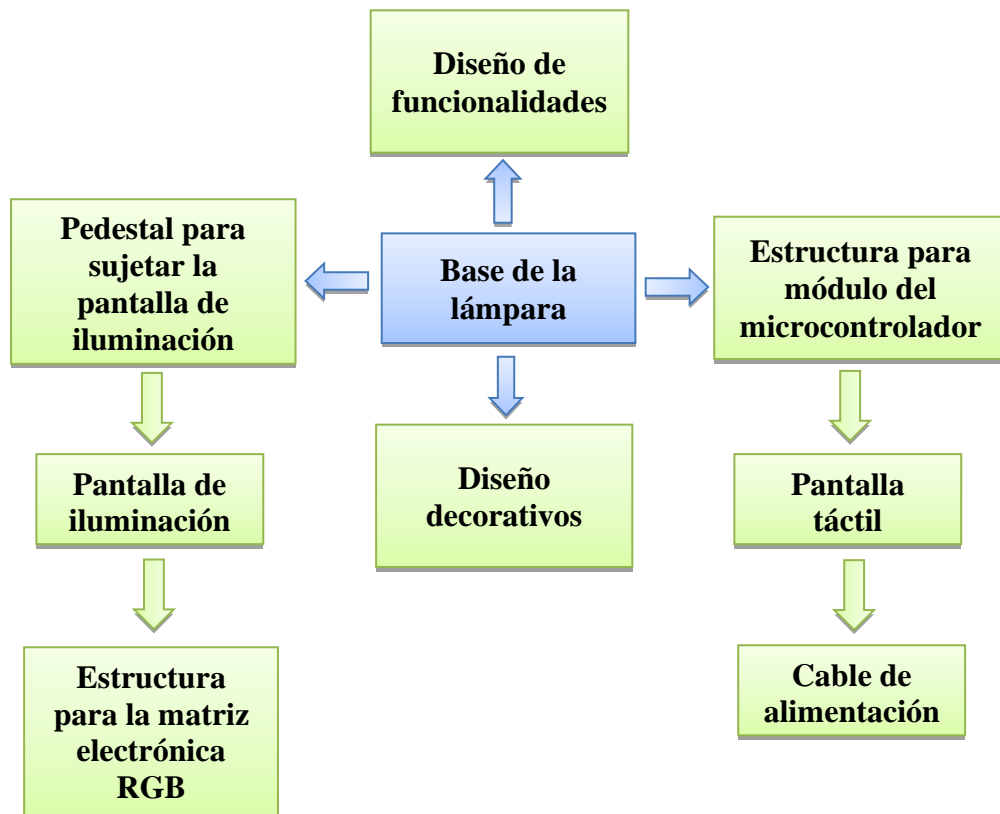 Diseño de
funcionalidades
Pedestal para
sujetar la
pantalla de
iluminación
Base de la
lámpara
Estructura para
módulo del
microcontrolador
Pantalla de
iluminación
Diseño
decorativos
Pantalla
táctil
Estructura
para la matriz
electrónica
RGB
Cable de
alimentación